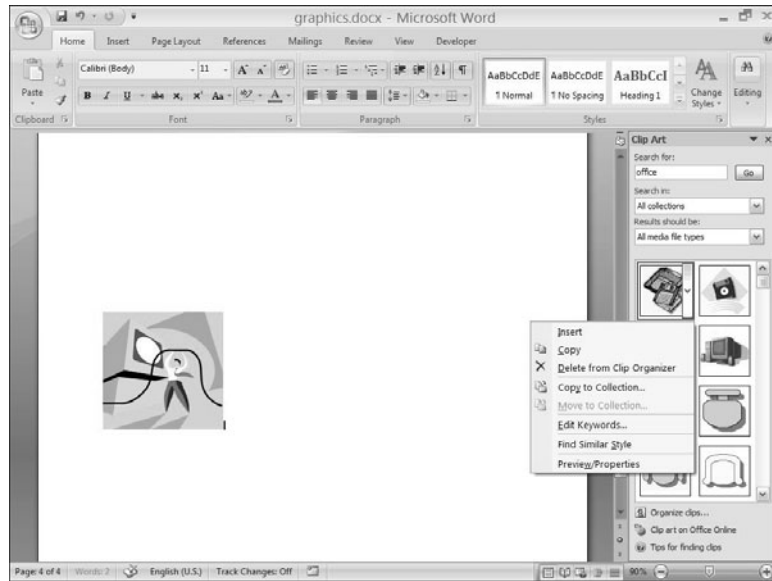 graphics.docx - Microsoft Word
Home Insert Page Layout References Mailings Review View Developer
Calibri (Body) 11
Paste
B I U abe x, x' Aa A
AaBbCcDdE AaBbCcDdE AaBbCcI
¶ Normal ¶ No Spacing Heading 1
Change Styles
Editing
Clipboard Font Paragraph Styles
Clip Art
Search for:
office Go
Search in:
All collections
Results should be:
All media file types
Insert
Copy
Delete from Clip Organizer
Copy to Collection...
Move to Collection...
Edit Keywords...
Find Similar Style
Preview/Properties
Organize clips...
Clip art on Office Online
Tips for finding clips
Page: 4 of 4 Words: 2 English (U.S.) Track Changes: Off 90%